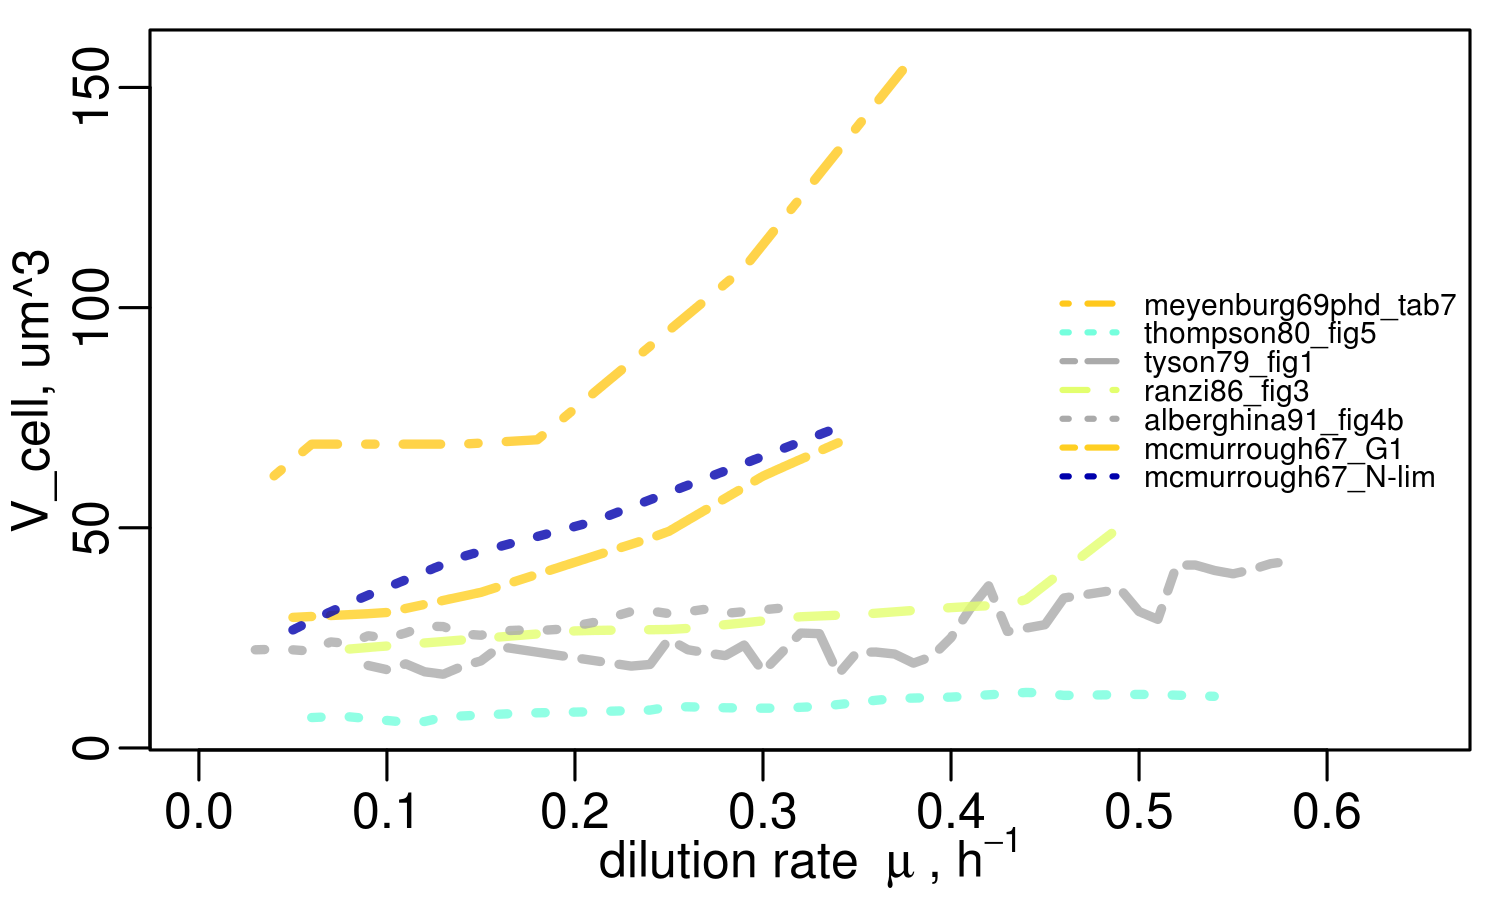 V_cell, um^3
150
100
50
0
meyenburg69phd_tab7
thompson80_fig5
tyson79_fig1
ranzi86_fig3
alberghina91_fig4b
mcmurrough67_G1
mcmurrough67_N-lim
0.0 0.1 0.2 0.3 0.4 0.5 0.6
dilution rate μ , h⁻¹